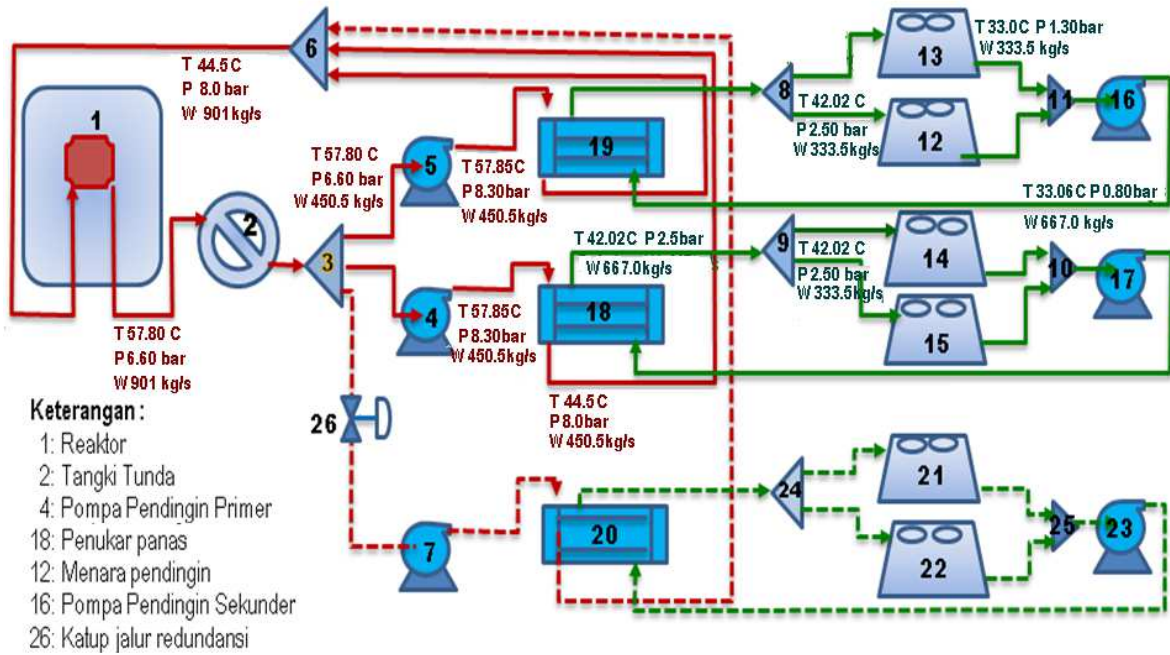 6
T 44.5 C
P 8.0 bar
W 901 kg/s
1
2
T 57.80 C
P 6.60 bar
W 901 kg/s
3
T 57.80 C
P 6.60 bar
W 450.5 kg/s
5
T 57.85C
P 8.30bar
W 450.5kg/s
19
8
T 42.02 C
P 2.50 bar
W 333.5kg/s
13
12
T 33.0C P 1.30bar
W 333.5 kg/s
11
16
T 33.06C P 0.80bar
W 667.0 kg/s
4
T 57.85C
P 8.30bar
W 450.5kg/s
T 42.02C P 2.5bar
W 667.0kg/s
18
9
T 42.02 C
P 2.50 bar
W 333.5kg/s
14
15
10
17
T 44.5 C
P 8.0bar
W 450.5kg/s
26
7
20
24
21
22
25
23
Keterangan :
1: Reaktor
2: Tangki Tunda
4: Pompa Pendingin Primer
18: Penukar panas
12: Menara pendingin
16: Pompa Pendingin Sekunder
26: Katup jalur redundansi